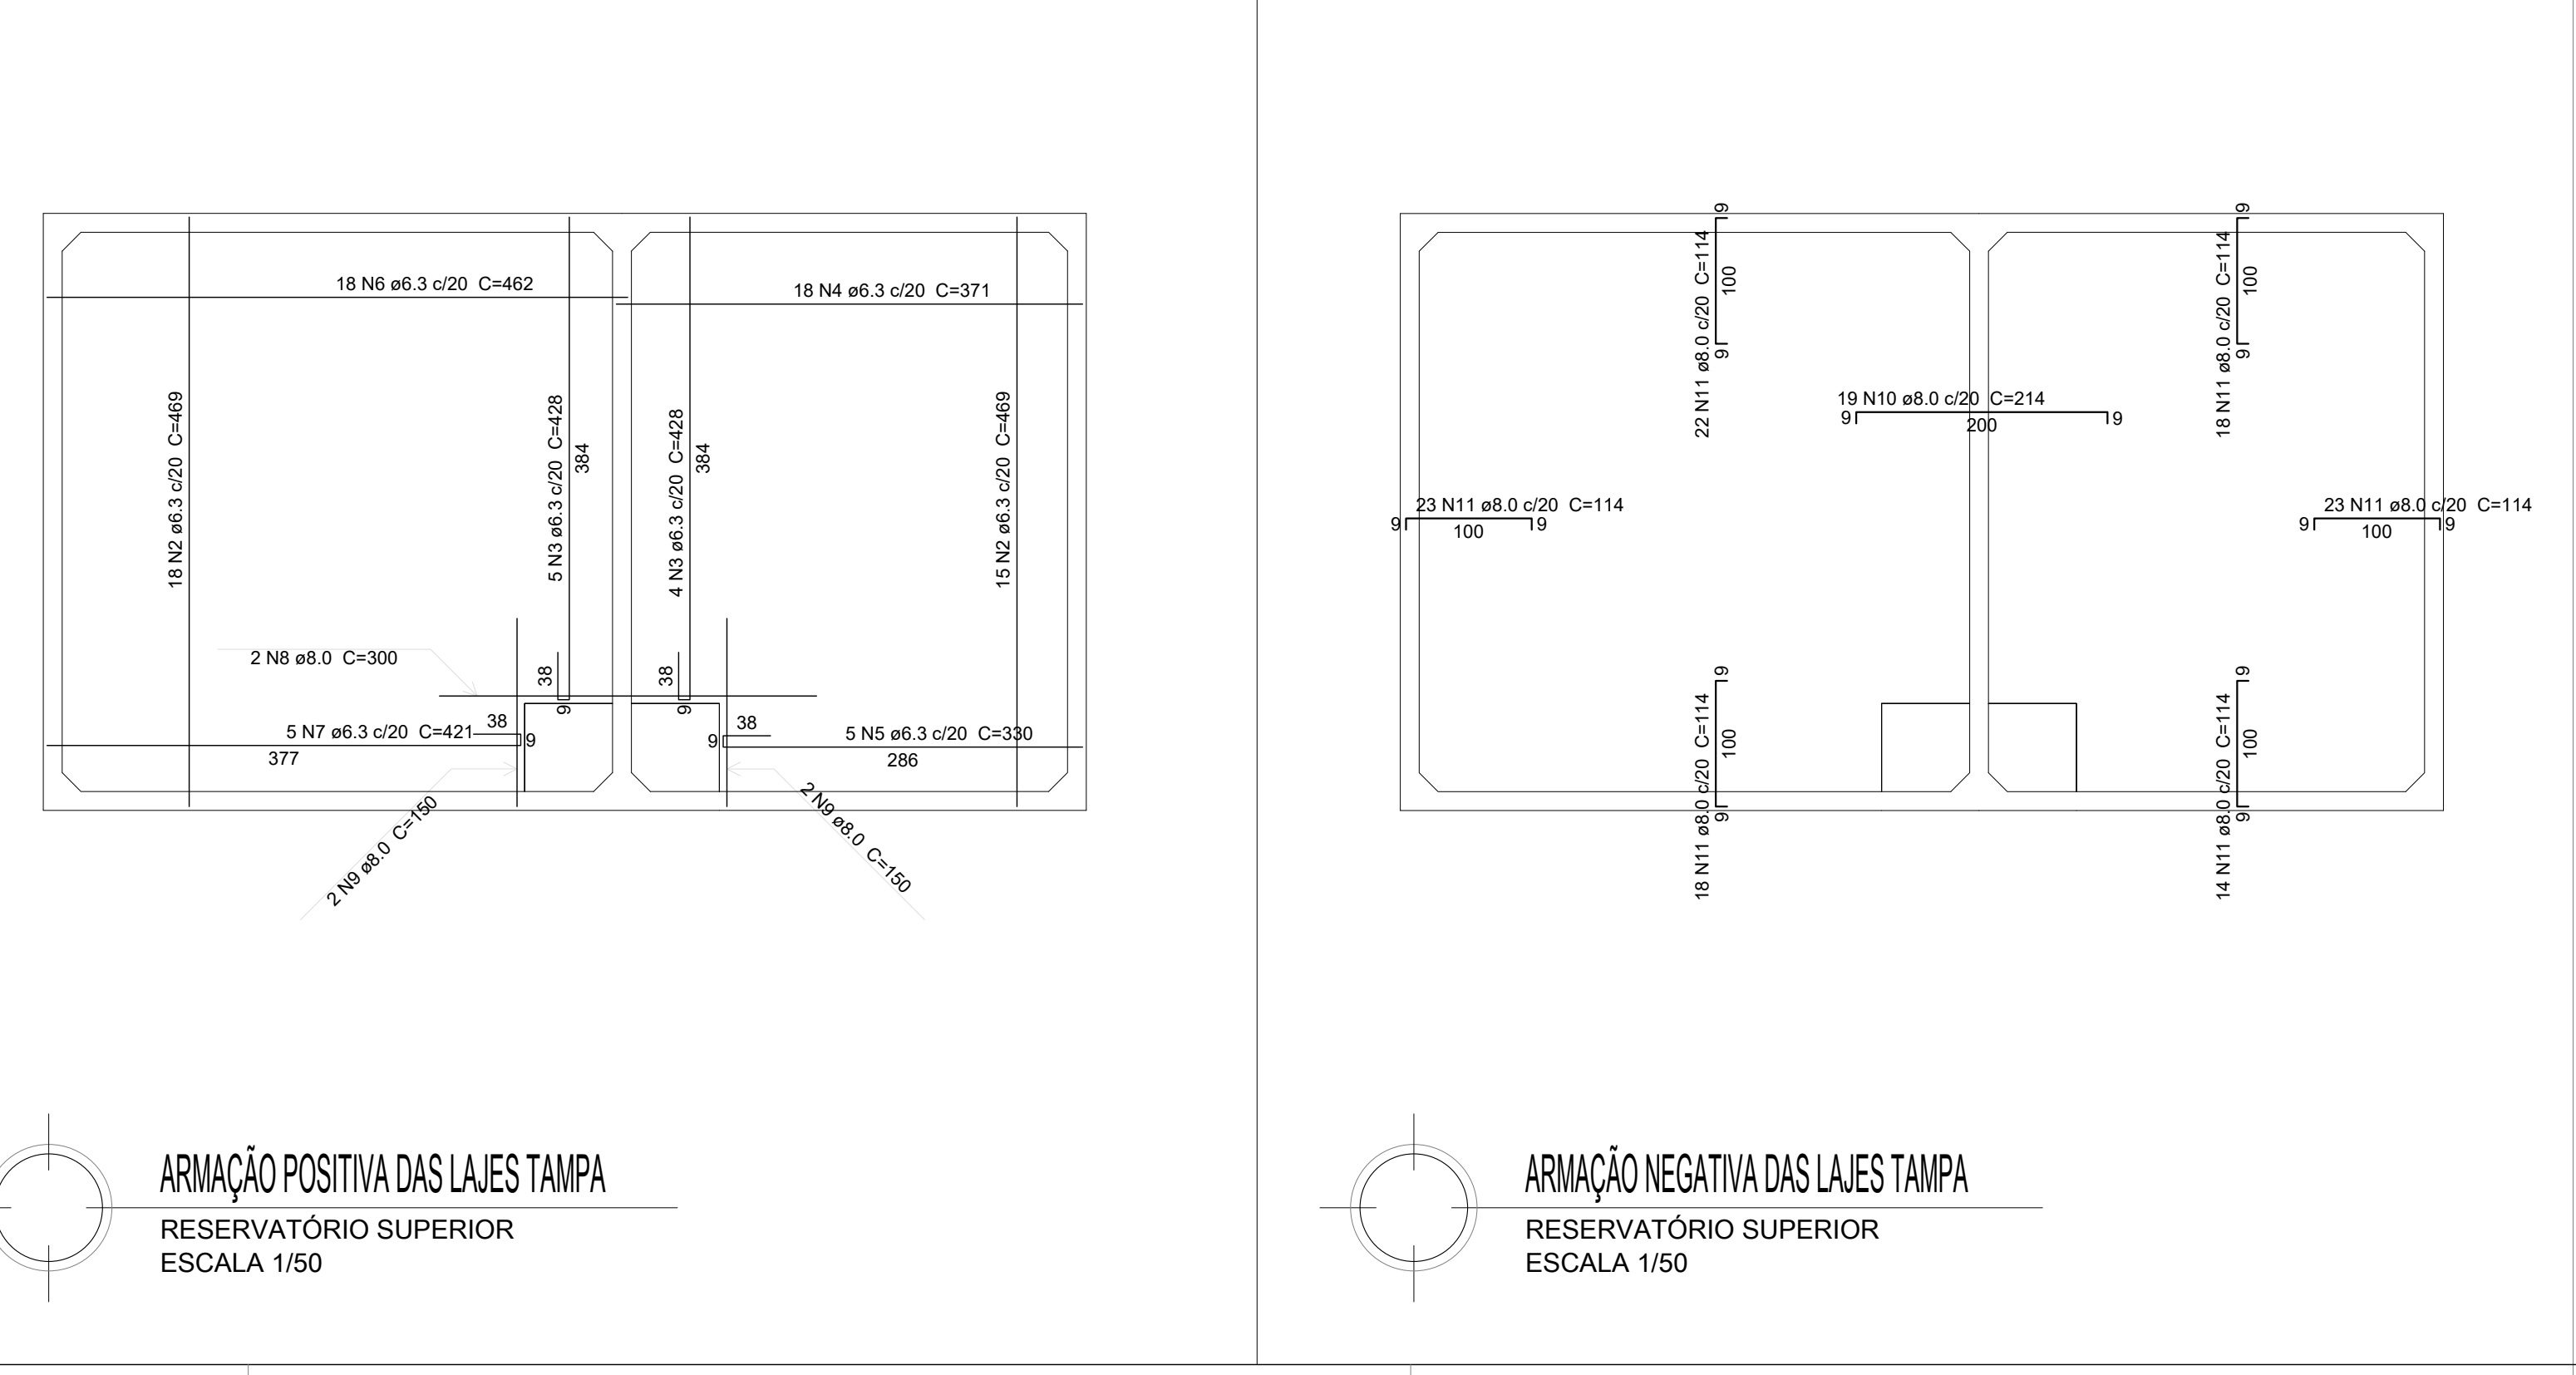 18 N6 ø6.3 c/20 C=462
18 N4 ø6.3 c/20 C=371
18 N2 ø6.3 c/20 C=469
5 N3 ø6.3 c/20 C=428
384
4 N3 ø6.3 c/20 C=428
384
15 N2 ø6.3 c/20 C=469
2 N8 ø8.0 C=300
38
9
38
9
5 N7 ø6.3 c/20 C=421
38
9
377
38
9
5 N5 ø6.3 c/20 C=330
286
2 N9 ø8.0 C=150
2 N9 ø8.0 C=150
ARMAÇÃO POSITIVA DAS LAJES TAMPA
RESERVATÓRIO SUPERIOR
ESCALA 1/50
9
22 N11 ø8.0 c/20 C=114
100
9
9
18 N11 ø8.0 c/20 C=114
100
9
19 N10 ø8.0 c/20 C=214
9
200
9
23 N11 ø8.0 c/20 C=114
9
100
9
23 N11 ø8.0 c/20 C=114
9
100
9
9
18 N11 ø8.0 c/20 C=114
100
9
9
14 N11 ø8.0 c/20 C=114
100
9
ARMAÇÃO NEGATIVA DAS LAJES TAMPA
RESERVATÓRIO SUPERIOR
ESCALA 1/50